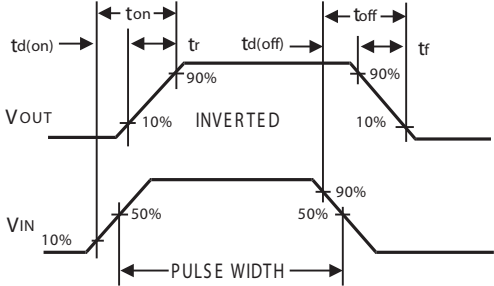 ton toff
td(on) tr td(off) tf
90% 90%
VOUT 10% INVERTED 10%
90%
50% 50%
VIN 10%
PULSE WIDTH